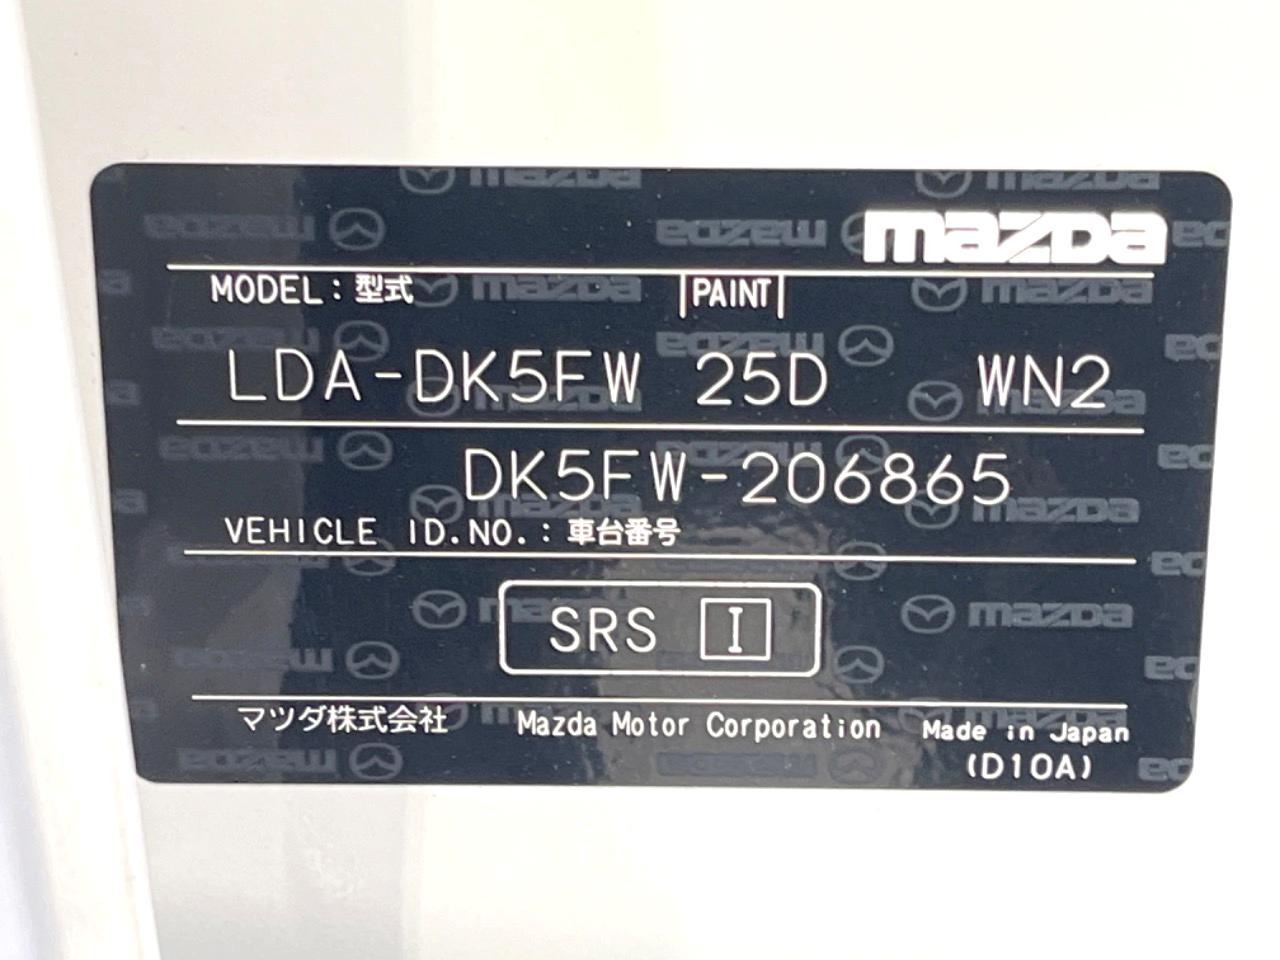 mazda
MODEL：型式 PAINT
LDA-DK5FW 25D WN2
DK5FW-206865
VEHICLE ID.NO.：車台番号
SRS I
マツダ株式会社 Mazda Motor Corporation Made in Japan
(D10A)